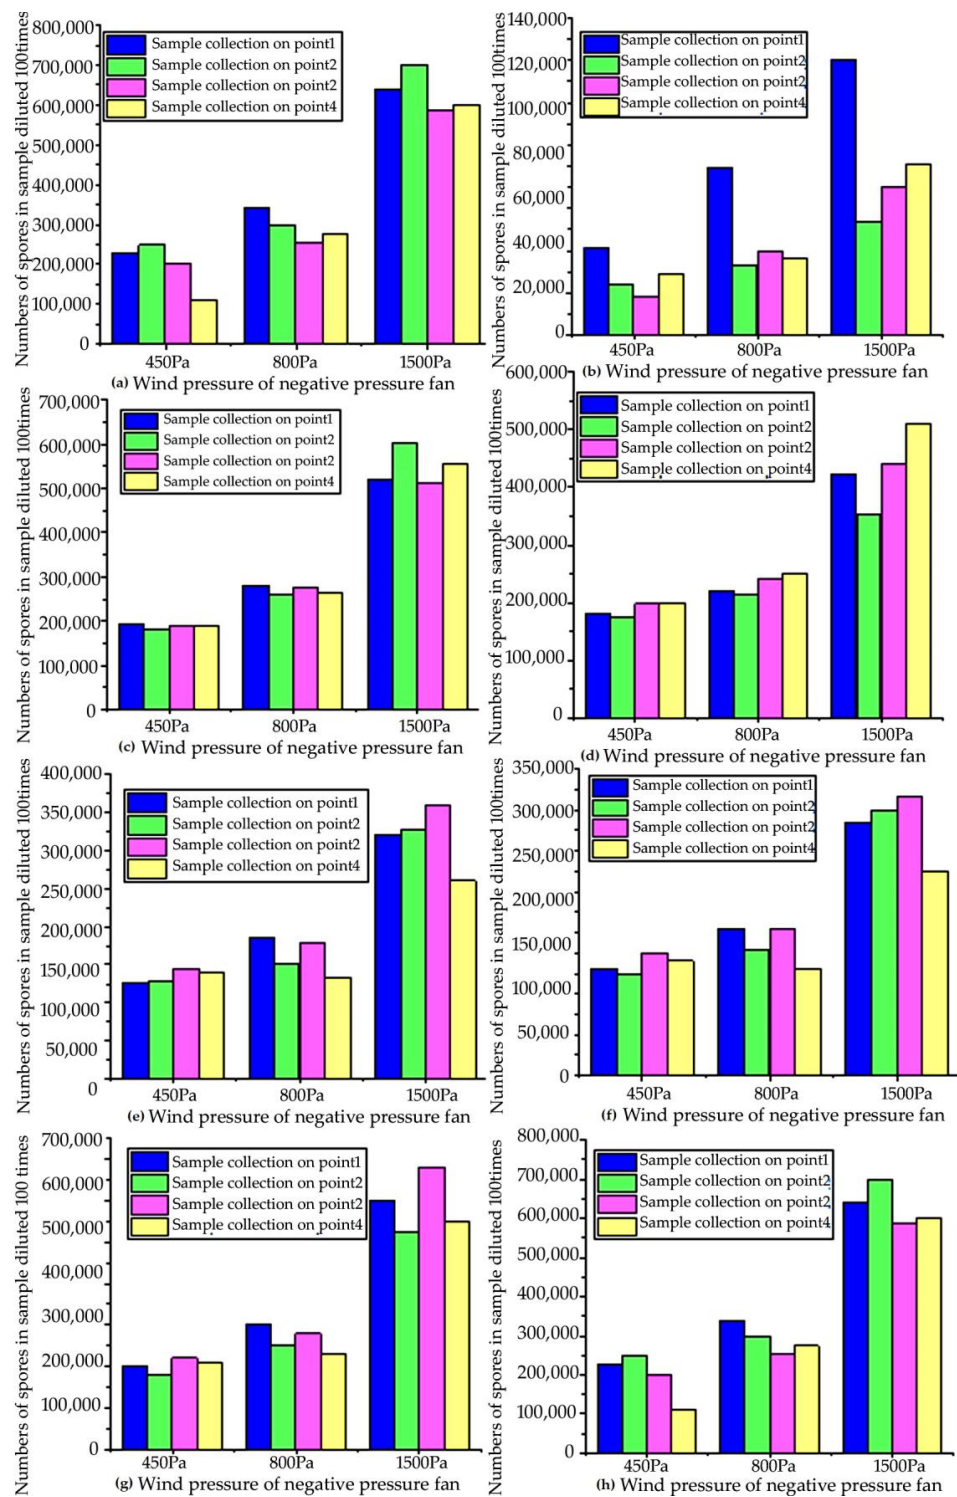 Numbers of spores in sample diluted 100times
800,000
700,000
600,000
500,000
400,000
300,000
200,000
100,000
0
Sample collection on point1
Sample collection on point2
Sample collection on point2
Sample collection on point4
450Pa
800Pa
1500Pa
(a) Wind pressure of negative pressure fan
Numbers of spores in sample diluted 100times
140,000
120,000
100,000
80,000
60,000
40,000
20,000
0
Sample collection on point1
Sample collection on point2
Sample collection on point2
Sample collection on point4
450Pa
800Pa
1500Pa
(b) Wind pressure of negative pressure fan
Numbers of spores in sample diluted 100times
700,000
600,000
500,000
400,000
300,000
200,000
100,000
0
Sample collection on point1
Sample collection on point2
Sample collection on point2
Sample collection on point4
450Pa
800Pa
1500Pa
(c) Wind pressure of negative pressure fan
Numbers of spores in sample diluted 100times
600,000
500,000
400,000
300,000
200,000
100,000
0
Sample collection on point1
Sample collection on point2
Sample collection on point2
Sample collection on point4
450Pa
800Pa
1500Pa
(d) Wind pressure of negative pressure fan
Numbers of spores in sample diluted 100times
400,000
350,000
300,000
250,000
200,000
150,000
100,000
50,000
0
Sample collection on point1
Sample collection on point2
Sample collection on point2
Sample collection on point4
450Pa
800Pa
1500Pa
(e) Wind pressure of negative pressure fan
Numbers of spores in sample diluted 100times
350,000
300,000
250,000
200,000
150,000
100,000
50,000
0
Sample collection on point1
Sample collection on point2
Sample collection on point2
Sample collection on point4
450Pa
800Pa
1500Pa
(f) Wind pressure of negative pressure fan
Numbers of spores in sample diluted 100 times
700,000
600,000
500,000
400,000
300,000
200,000
100,000
0
Sample collection on point1
Sample collection on point2
Sample collection on point2
Sample collection on point4
450Pa
800Pa
1500Pa
(g) Wind pressure of negative pressure fan
Numbers of spores in sample diluted 100times
800,000
700,000
600,000
500,000
400,000
300,000
200,000
100,000
0
Sample collection on point1
Sample collection on point2
Sample collection on point2
Sample collection on point4
450Pa
800Pa
1500Pa
(h) Wind pressure of negative pressure fan